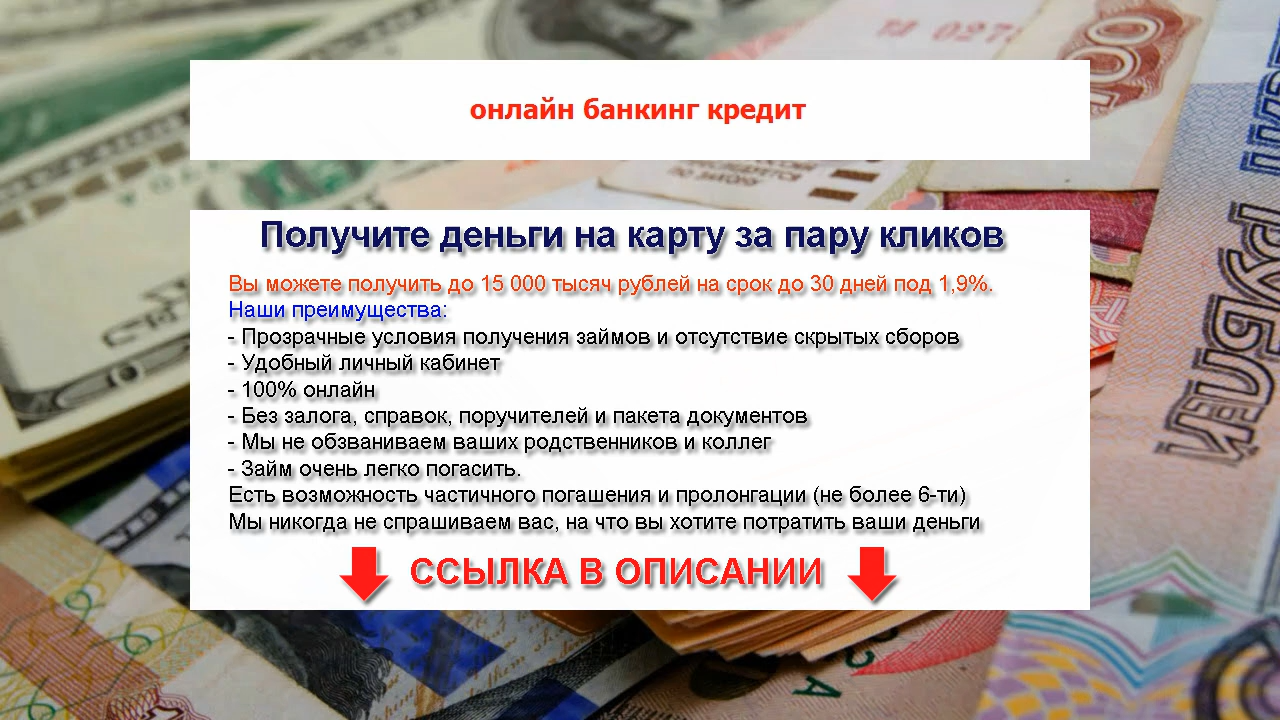 онлайн банкинг кредит
Получите деньги на карту за пару кликов
Вы можете получить до 15 000 тысяч рублей на срок до 30 дней под 1,9%.
Наши преимущества:
- Прозрачные условия получения займов и отсутствие скрытых сборов
- Удобный личный кабинет
- 100% онлайн
- Без залога, справок, поручителей и пакета документов
- Мы не обзваниваем ваших родственников и коллег
- Займ очень легко погасить.
Есть возможность частичного погашения и пролонгации (не более 6-ти)
Мы никогда не спрашиваем вас, на что вы хотите потратить ваши деньги
ССЫЛКА В ОПИСАНИИ
РУБЛЕЙ
ПО ЗАКОНУ
100